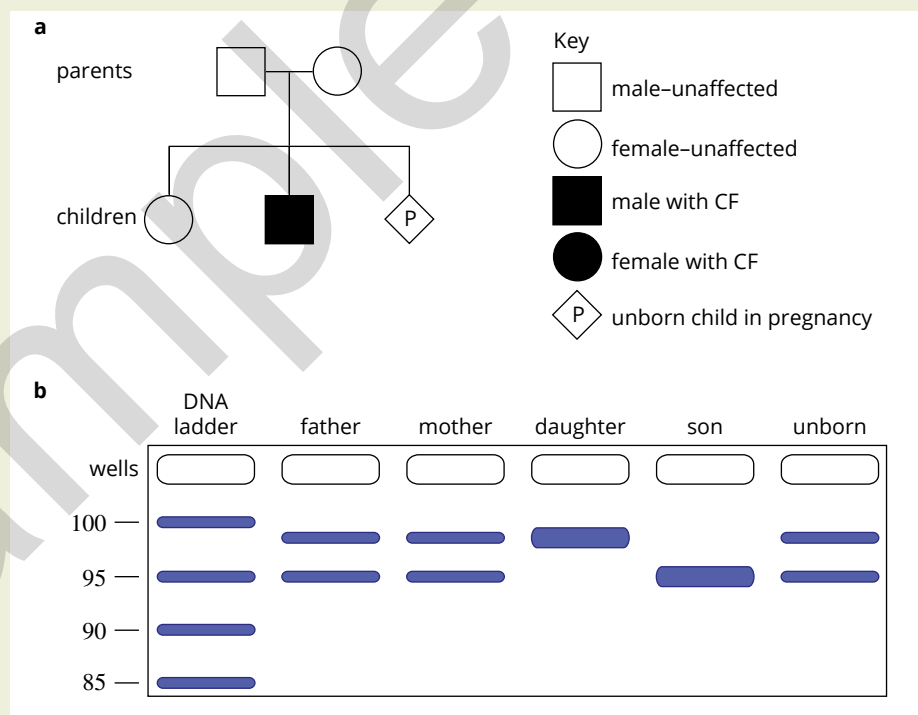 a
parents
children
P
Key
male–unaffected
female–unaffected
male with CF
female with CF
P unborn child in pregnancy
b
DNA ladder father mother daughter son unborn
wells
100
95
90
85